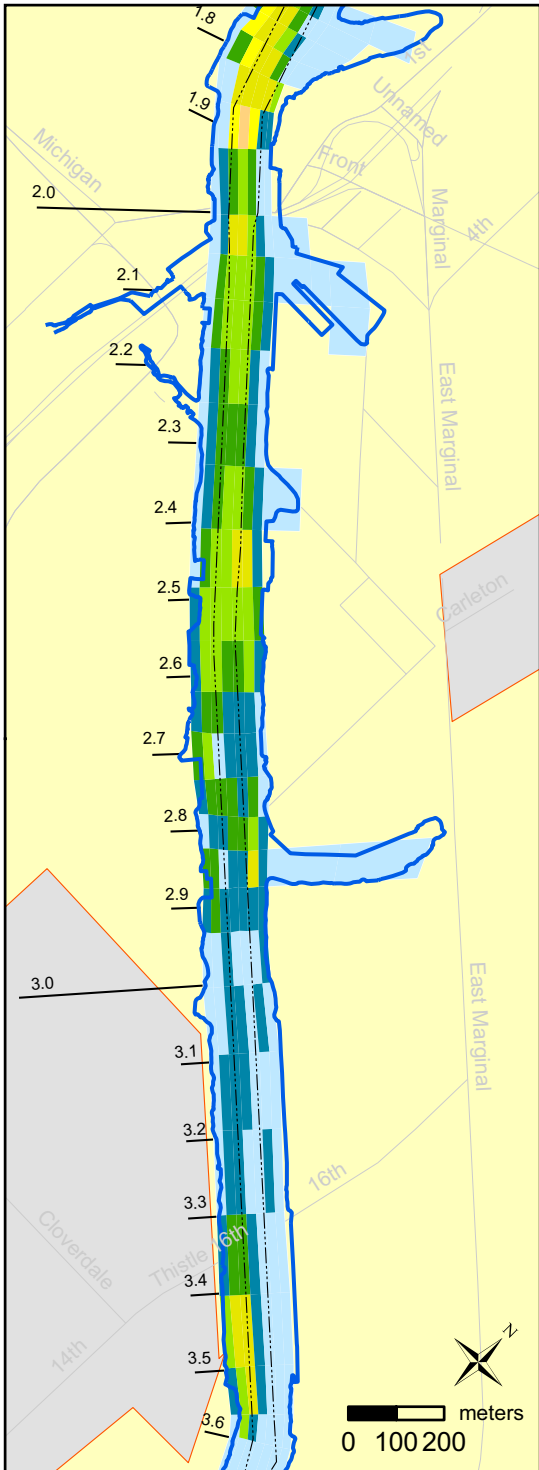 1.8
1st
1.9
Unnamed
Michigan
Front
2.0
Marginal
4th
2.1
2.2
East Marginal
2.3
2.4
2.5
Carleton
2.6
2.7
2.8
2.9
3.0
East Marginal
3.1
3.2
16th
3.3
Cloverdale
Thistle 16th
3.4
14th
3.5
3.6
N
meters
0 100 200